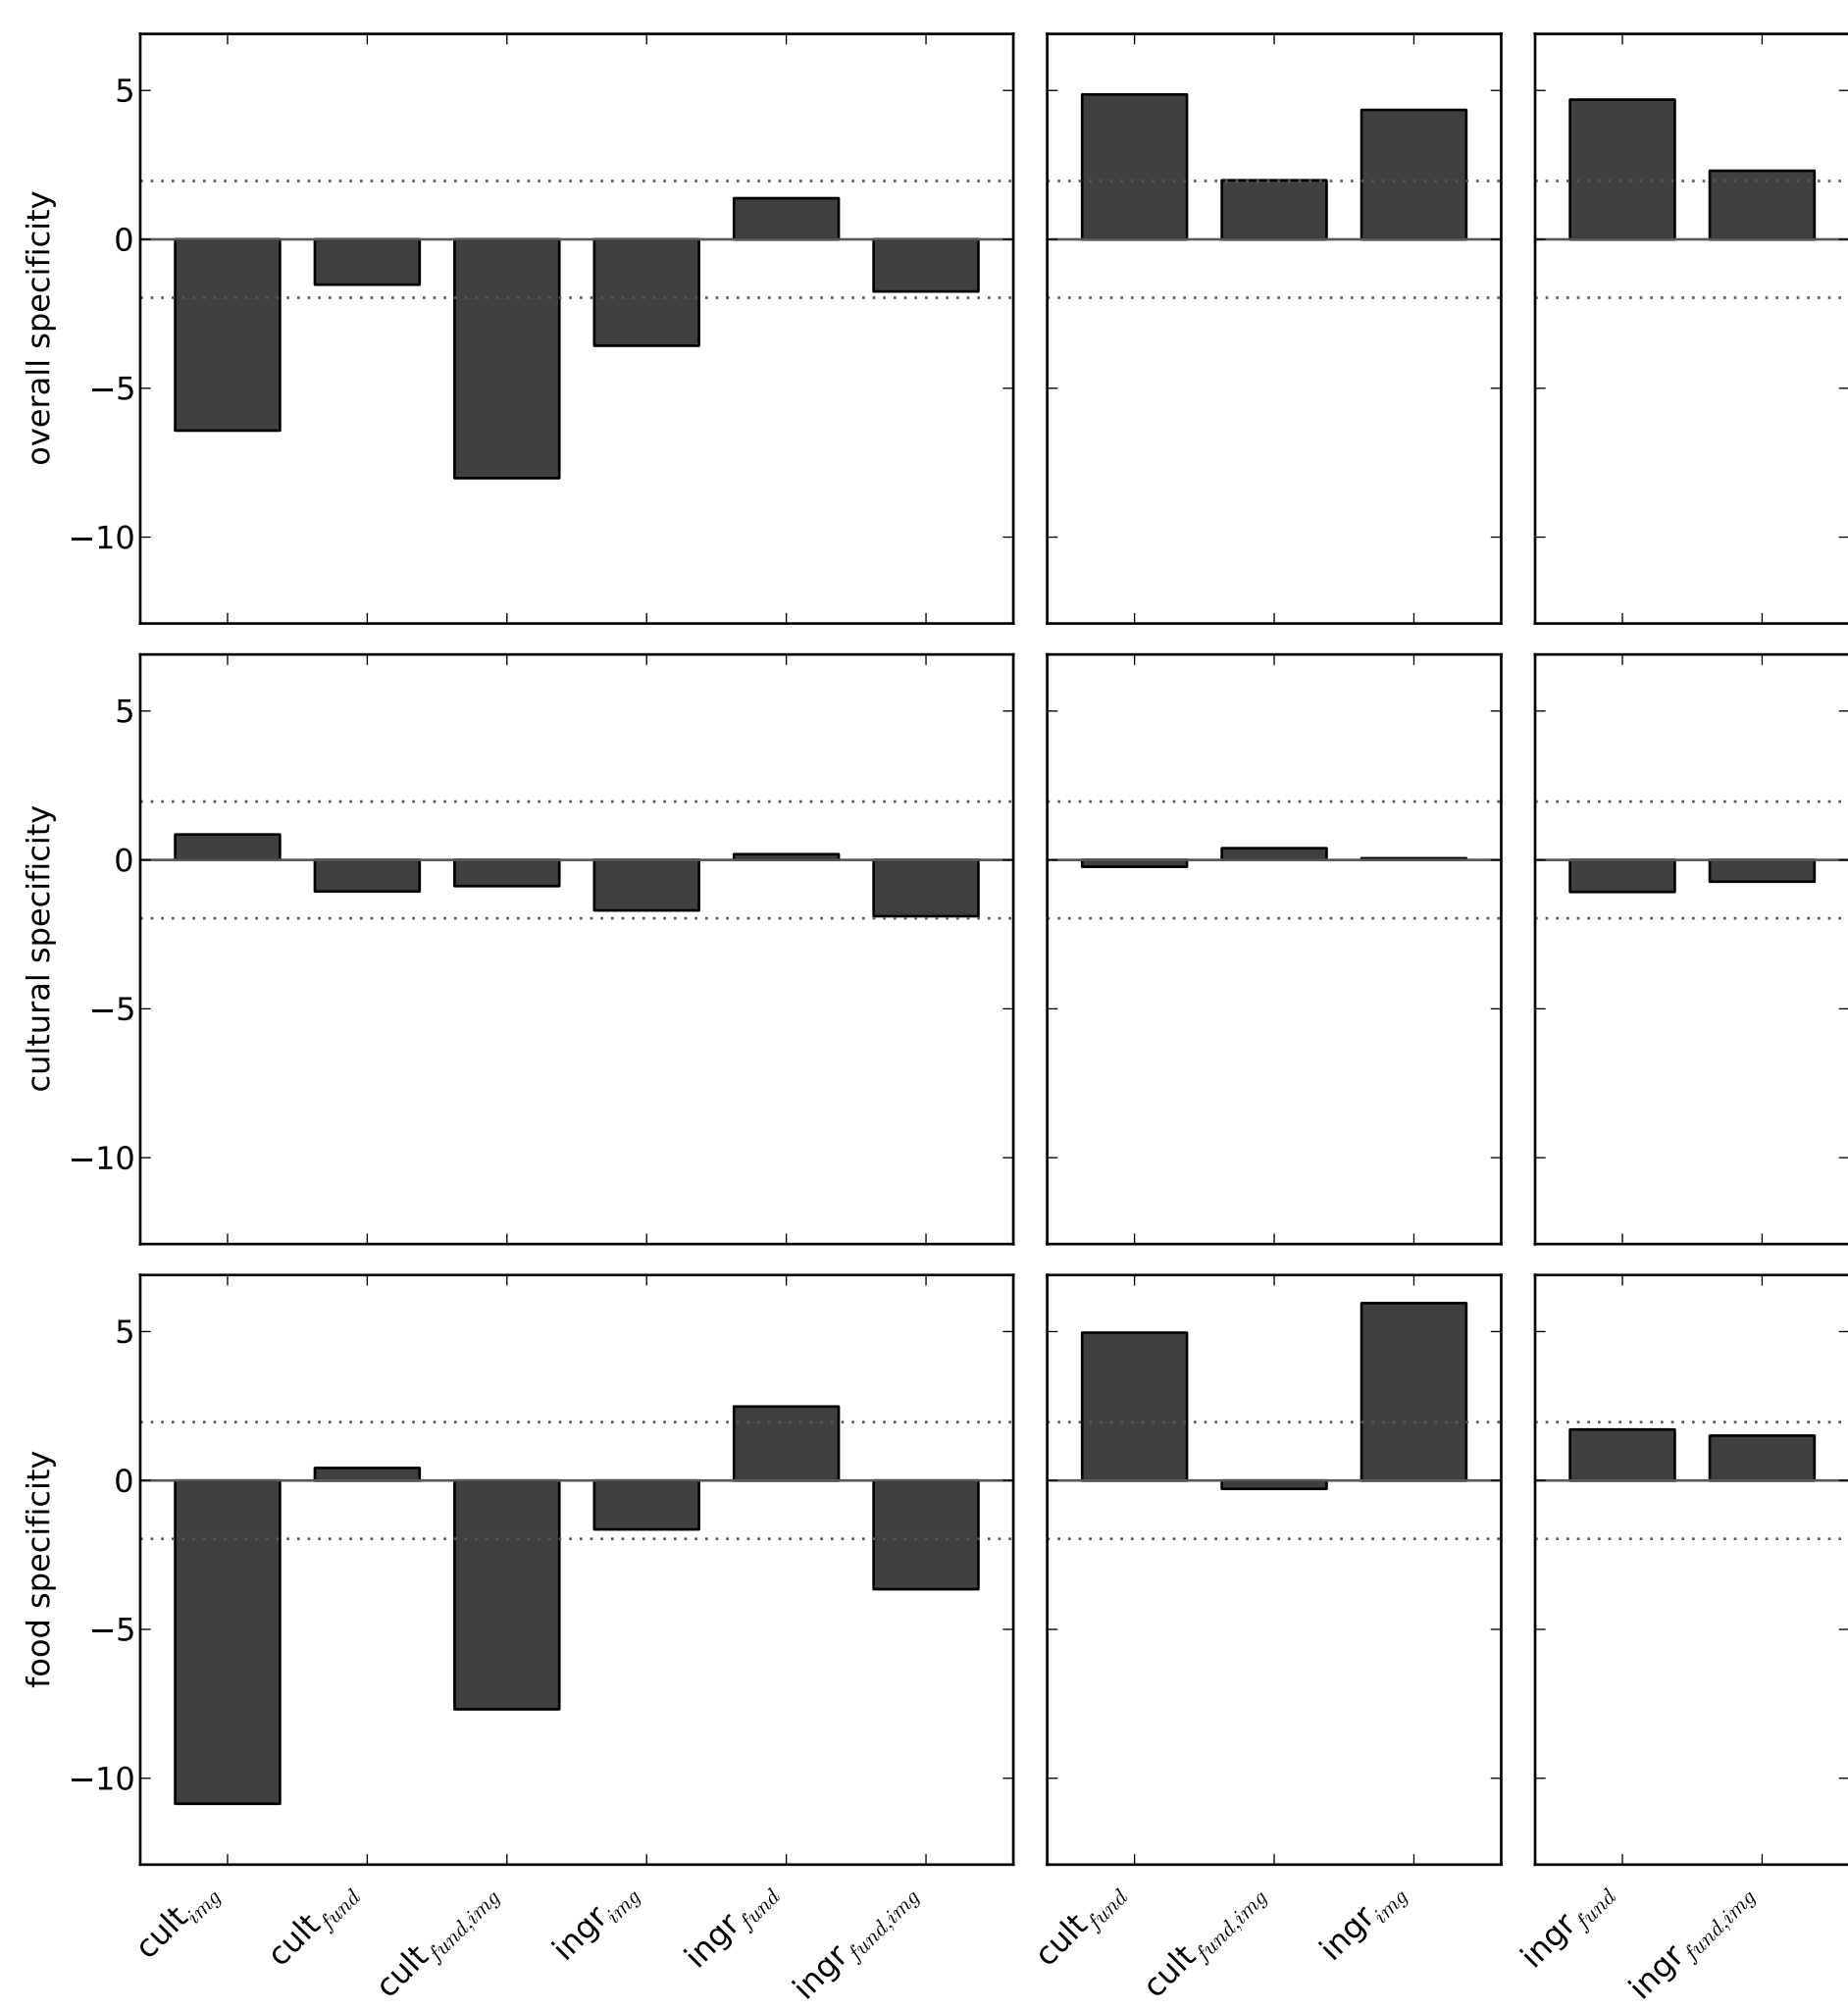 overall specificity
5
0
−5
−10
cultural specificity
5
0
−5
−10
food specificity
5
0
−5
−10
cult img
cult fund
cult fund,img
ingr img
ingr fund
ingr fund,img
cult fund
cult fund,img
ingr img
ingr fund
ingr fund,img